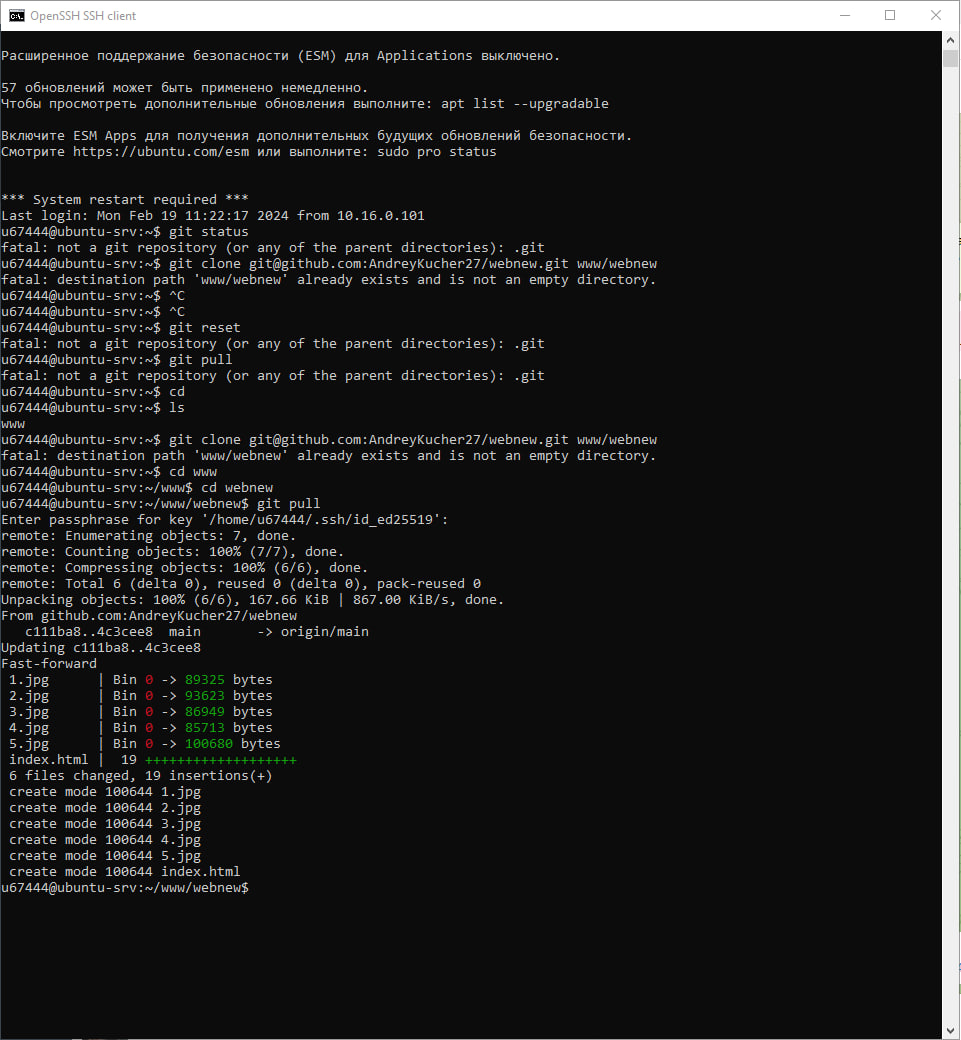 OpenSSH SSH client
Расширенное поддержание безопасности (ESM) для Applications выключено.
57 обновлений может быть применено немедленно.
Чтобы просмотреть дополнительные обновления выполните: apt list --upgradable
Включите ESM Apps для получения дополнительных будущих обновлений безопасности.
Смотрите https://ubuntu.com/esm или выполните: sudo pro status
*** System restart required ***
Last login: Mon Feb 19 11:22:17 2024 from 10.16.0.101
u67444@ubuntu-srv:~$ git status
fatal: not a git repository (or any of the parent directories): .git
u67444@ubuntu-srv:~$ git clone git@github.com:AndreyKucher27/webnew.git www/webnew
fatal: destination path 'www/webnew' already exists and is not an empty directory.
u67444@ubuntu-srv:~$ ^C
u67444@ubuntu-srv:~$ ^C
u67444@ubuntu-srv:~$ git reset
fatal: not a git repository (or any of the parent directories): .git
u67444@ubuntu-srv:~$ git pull
fatal: not a git repository (or any of the parent directories): .git
u67444@ubuntu-srv:~$ cd
u67444@ubuntu-srv:~$ ls
www
u67444@ubuntu-srv:~$ git clone git@github.com:AndreyKucher27/webnew.git www/webnew
fatal: destination path 'www/webnew' already exists and is not an empty directory.
u67444@ubuntu-srv:~$ cd www
u67444@ubuntu-srv:~/www$ cd webnew
u67444@ubuntu-srv:~/www/webnew$ git pull
Enter passphrase for key '/home/u67444/.ssh/id_ed25519':
remote: Enumerating objects: 7, done.
remote: Counting objects: 100% (7/7), done.
remote: Compressing objects: 100% (6/6), done.
remote: Total 6 (delta 0), reused 0 (delta 0), pack-reused 0
Unpacking objects: 100% (6/6), 167.66 KiB | 867.00 KiB/s, done.
From github.com:AndreyKucher27/webnew
   c111ba8..4c3cee8  main       -> origin/main
Updating c111ba8..4c3cee8
Fast-forward
 1.jpg      | Bin 0 -> 89325 bytes
 2.jpg      | Bin 0 -> 93623 bytes
 3.jpg      | Bin 0 -> 86949 bytes
 4.jpg      | Bin 0 -> 85713 bytes
 5.jpg      | Bin 0 -> 100680 bytes
 index.html |  19 +++++++++++++++++++
 6 files changed, 19 insertions(+)
 create mode 100644 1.jpg
 create mode 100644 2.jpg
 create mode 100644 3.jpg
 create mode 100644 4.jpg
 create mode 100644 5.jpg
 create mode 100644 index.html
u67444@ubuntu-srv:~/www/webnew$